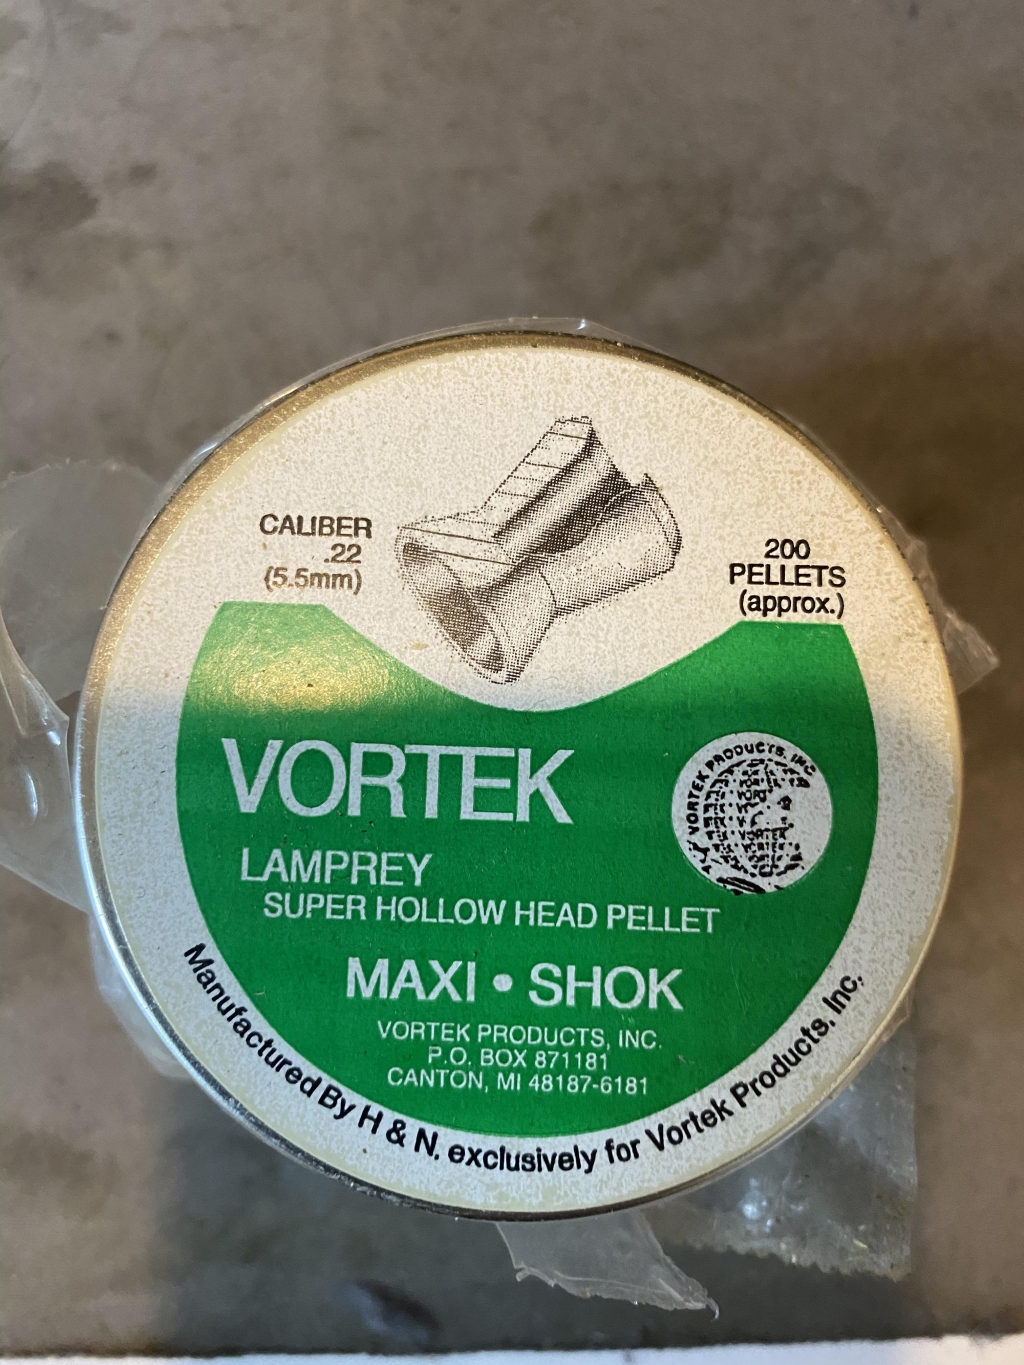 CALIBER
.22
(5.5mm)
200
PELLETS
(approx.)
VORTEK
VORTEK PRODUCTS, INC
LAMPREY
SUPER HOLLOW HEAD PELLET
MAXI • SHOK
VORTEK PRODUCTS, INC.
P.O. BOX 871181
CANTON, MI 48187-6181
Manufactured By H & N. exclusively for Vortek Products, Inc.